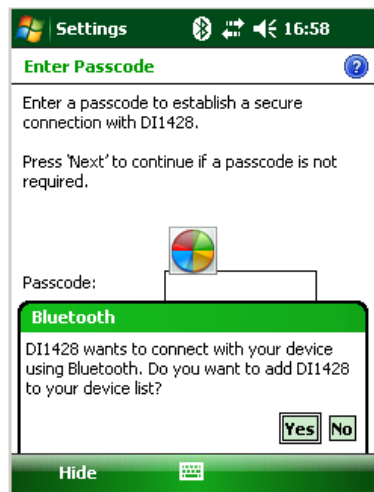 Settings 16:58
Enter Passcode ?
Enter a passcode to establish a secure
connection with DI1428.
Press 'Next' to continue if a passcode is not
required.
Passcode:
Bluetooth
DI1428 wants to connect with your device
using Bluetooth. Do you want to add DI1428
to your device list?
Yes No
Hide